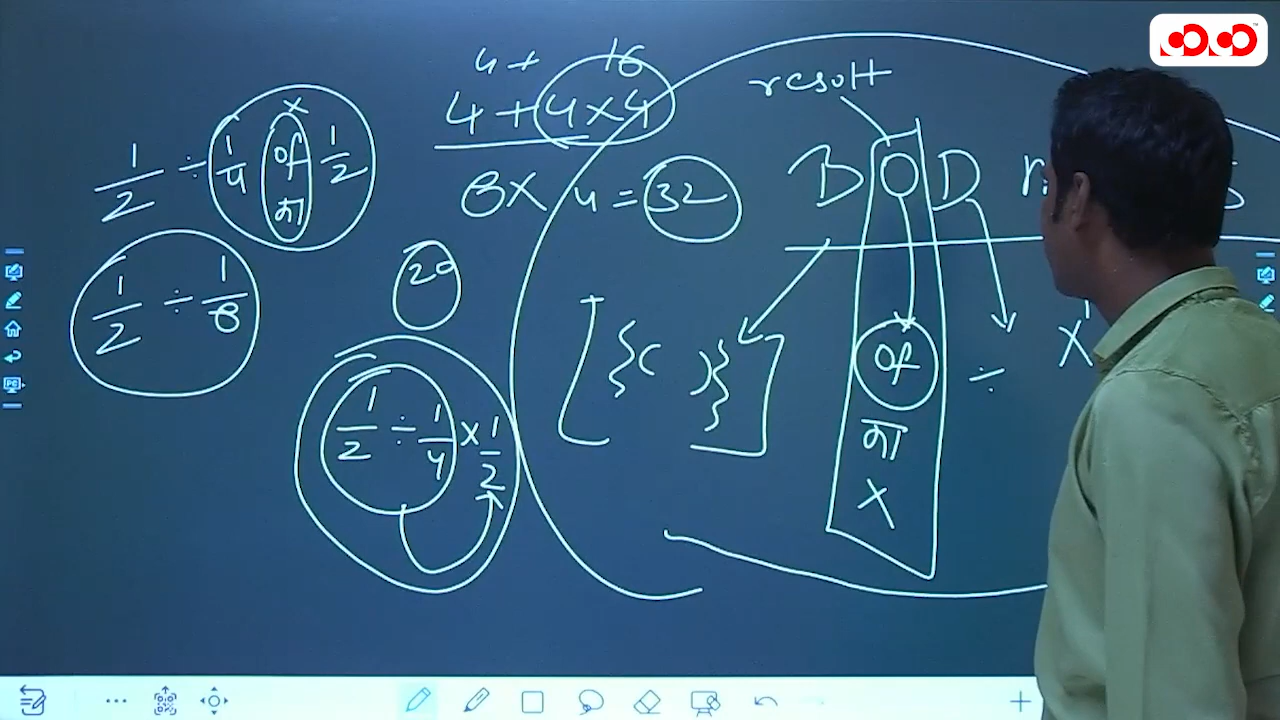 4+ 16
4+4×4
8× 4 = 32
1/2 ÷ 1/4 of 1/2
×
का
1/2 ÷ 1/8
20
1/2 ÷ 1/4 × 1/2
result
B O D
[{( )}]
of ÷ ×
का
×